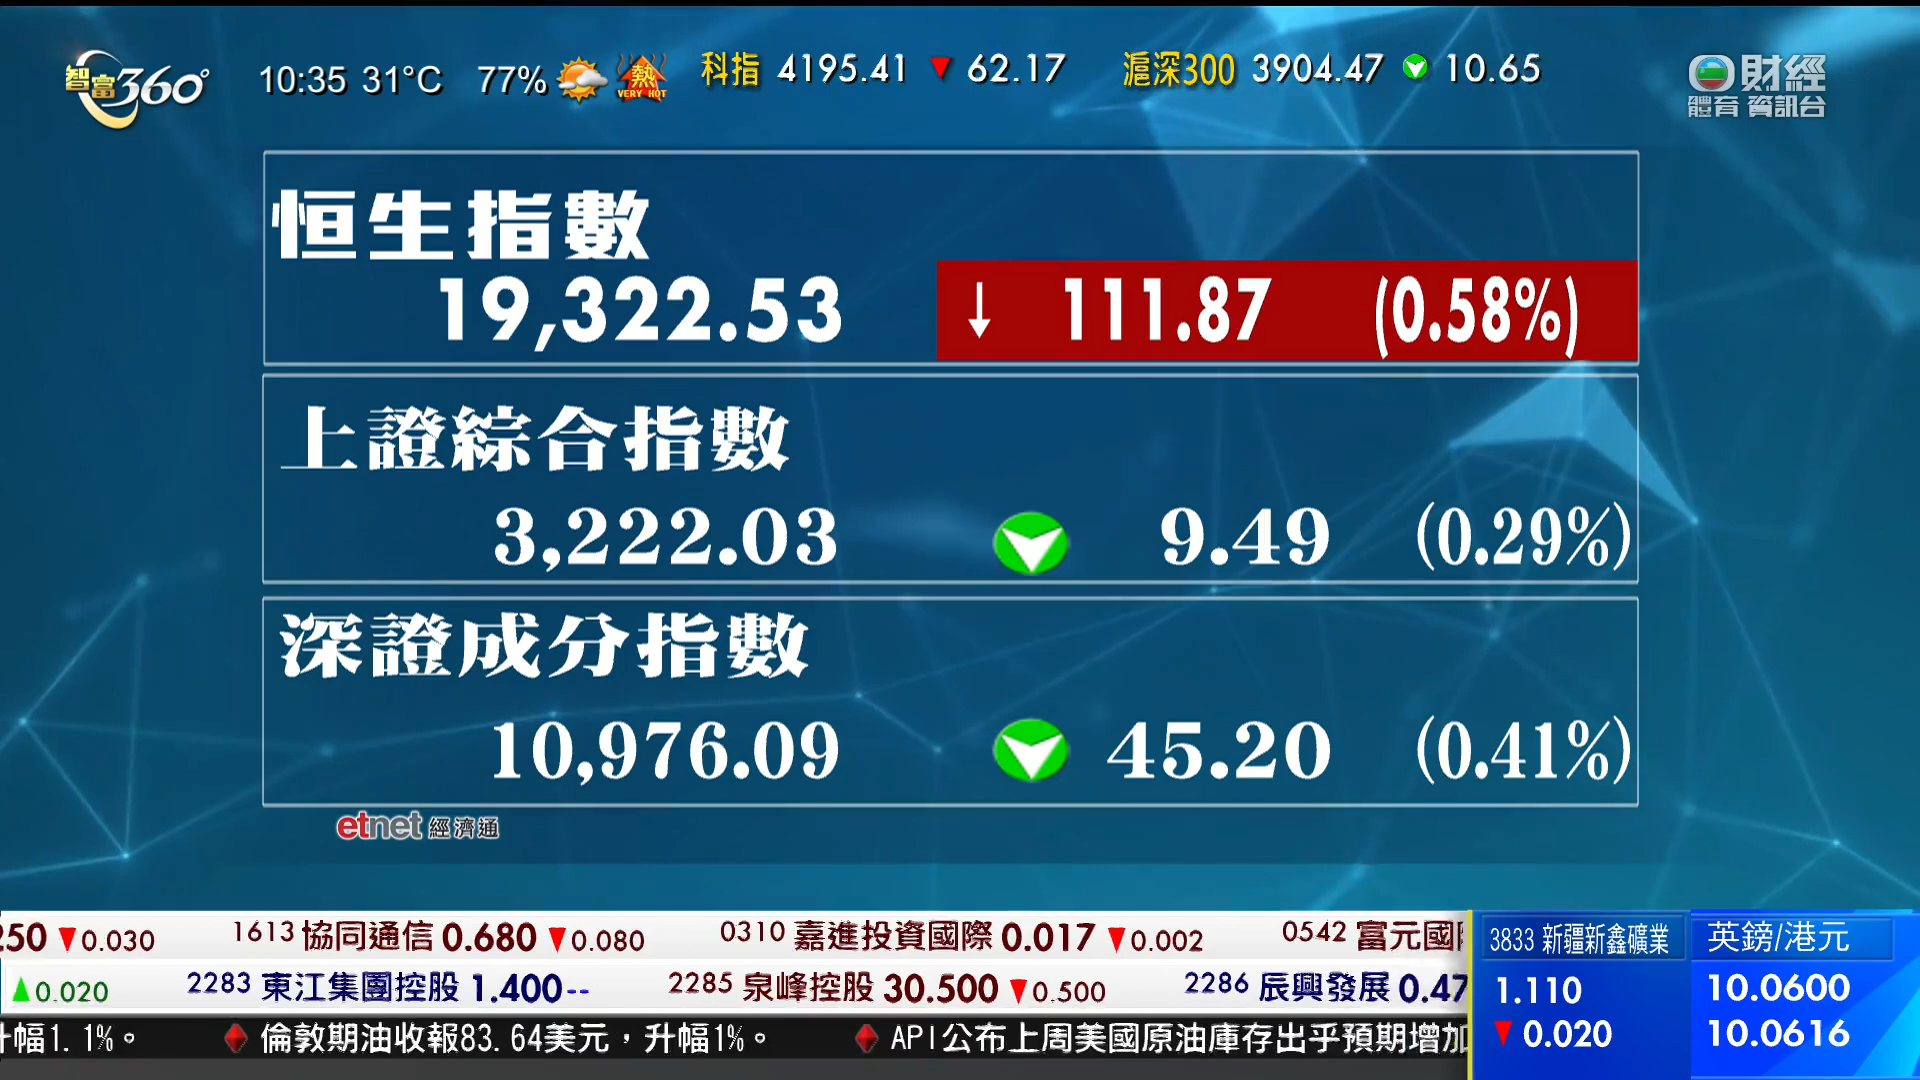 智富360°
10:35 31°C 77% 熱 VERY HOT 科指 4195.41 ▼ 62.17 滬深300 3904.47 10.65
財經
體育 資訊台
恒生指數
19,322.53 ↓ 111.87 (0.58%)
上證綜合指數
3,222.03 9.49 (0.29%)
深證成分指數
10,976.09 45.20 (0.41%)
etnet 經濟通
250 ▼0.030 1613 協同通信 0.680 ▼0.080 0310 嘉進投資國際 0.017 ▼0.002 0542 富元國
▲0.020 2283 東江集團控股 1.400-- 2285 泉峰控股 30.500 ▼0.500 2286 辰興發展 0.47
升幅1.1%。 倫敦期油收報83.64美元，升幅1%。 API公布上周美國原油庫存出乎預期增加
3833 新疆新鑫礦業
1.110
▼0.020
英鎊/港元
10.0600
10.0616